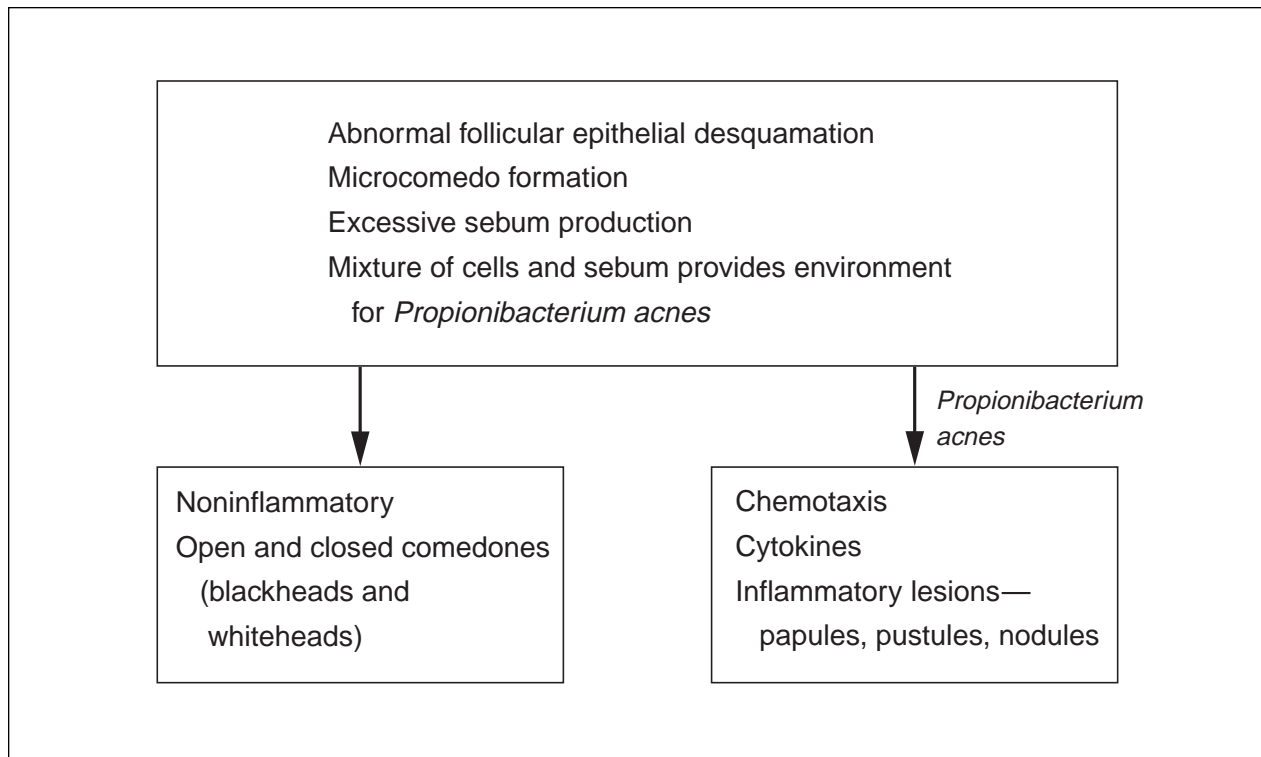 Abnormal follicular epithelial desquamation
Microcomedo formation
Excessive sebum production
Mixture of cells and sebum provides environment
for Propionibacterium acnes
Propionibacterium
acnes
Noninflammatory
Open and closed comedones
(blackheads and
whiteheads)
Chemotaxis
Cytokines
Inflammatory lesions—
papules, pustules, nodules